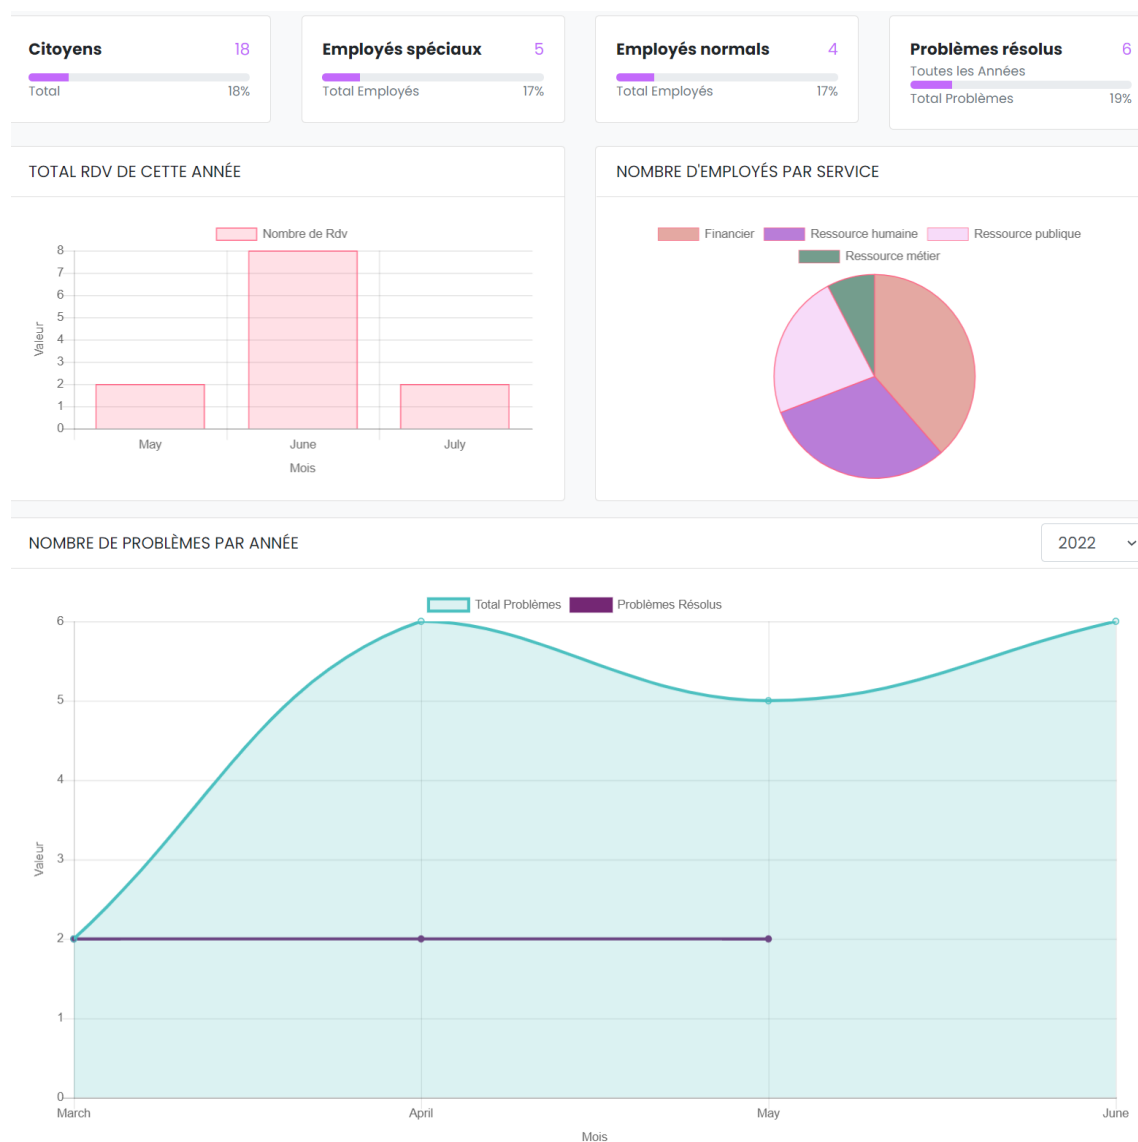 Citoyens 18
Total 18%
Employés spéciaux 5
Total Employés 17%
Employés normals 4
Total Employés 17%
Problèmes résolus 6
Toutes les Années
Total Problèmes 19%
TOTAL RDV DE CETTE ANNÉE
Nombre de Rdv
8
7
6
5
4
3
2
1
0
Valeur
May June July
Mois
NOMBRE D'EMPLOYÉS PAR SERVICE
Financier Ressource humaine Ressource publique
Ressource métier
NOMBRE DE PROBLÈMES PAR ANNÉE
2022
Total Problèmes Problèmes Résolus
6
5
4
3
2
1
0
Valeur
March April May June
Mois